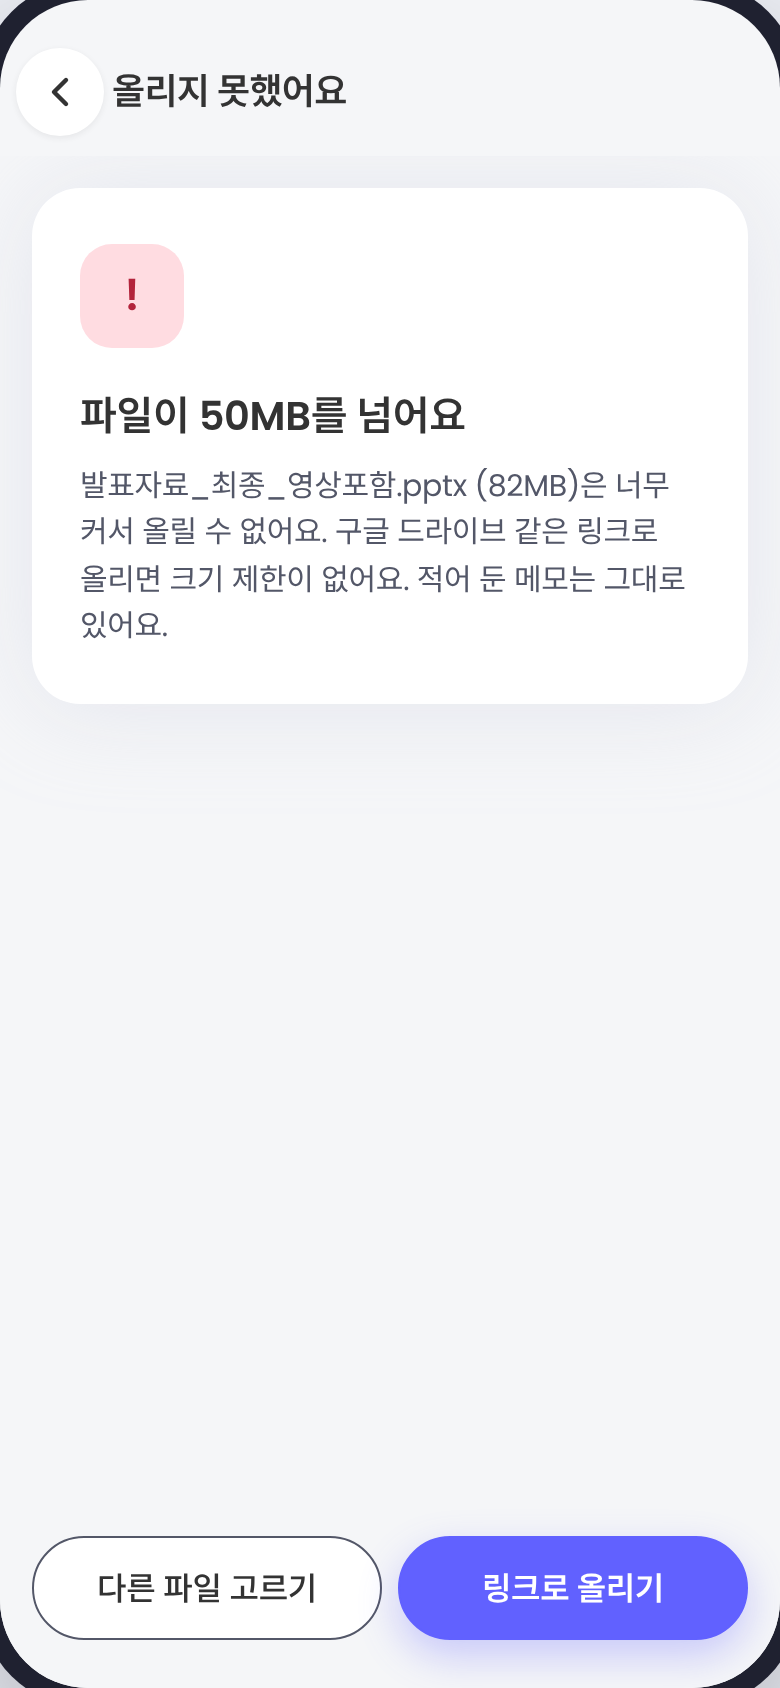 올리지 못했어요
!
파일이 50MB를 넘어요
발표자료_최종_영상포함.pptx (82MB)은 너무
커서 올릴 수 없어요. 구글 드라이브 같은 링크로
올리면 크기 제한이 없어요. 적어 둔 메모는 그대로
있어요.
다른 파일 고르기
링크로 올리기